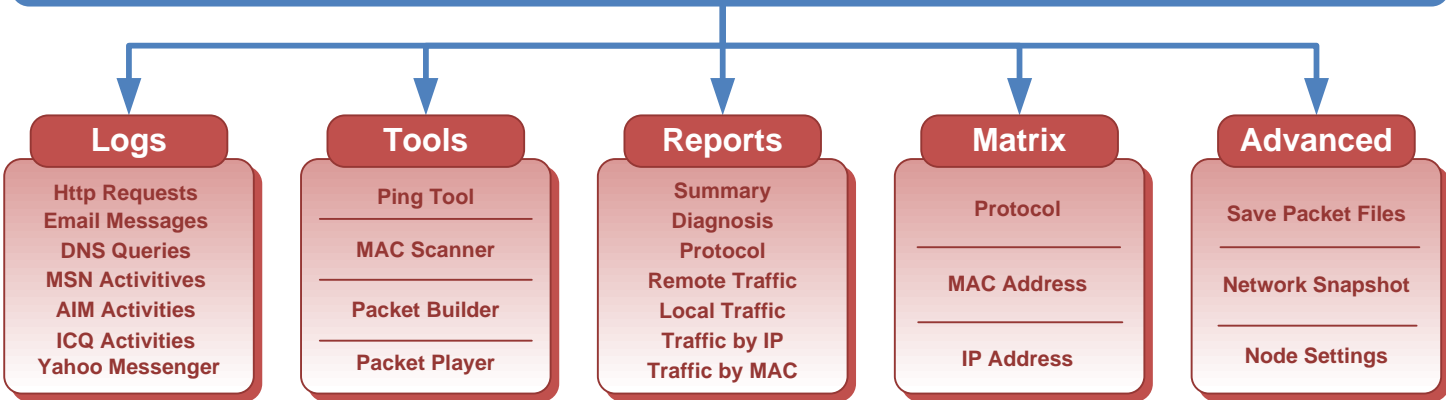 Logs
Http Requests
Email Messages
DNS Queries
MSN Activitives
AIM Activities
ICQ Activities
Yahoo Messenger
Tools
Ping Tool
MAC Scanner
Packet Builder
Packet Player
Reports
Summary
Diagnosis
Protocol
Remote Traffic
Local Traffic
Traffic by IP
Traffic by MAC
Matrix
Protocol
MAC Address
IP Address
Advanced
Save Packet Files
Network Snapshot
Node Settings